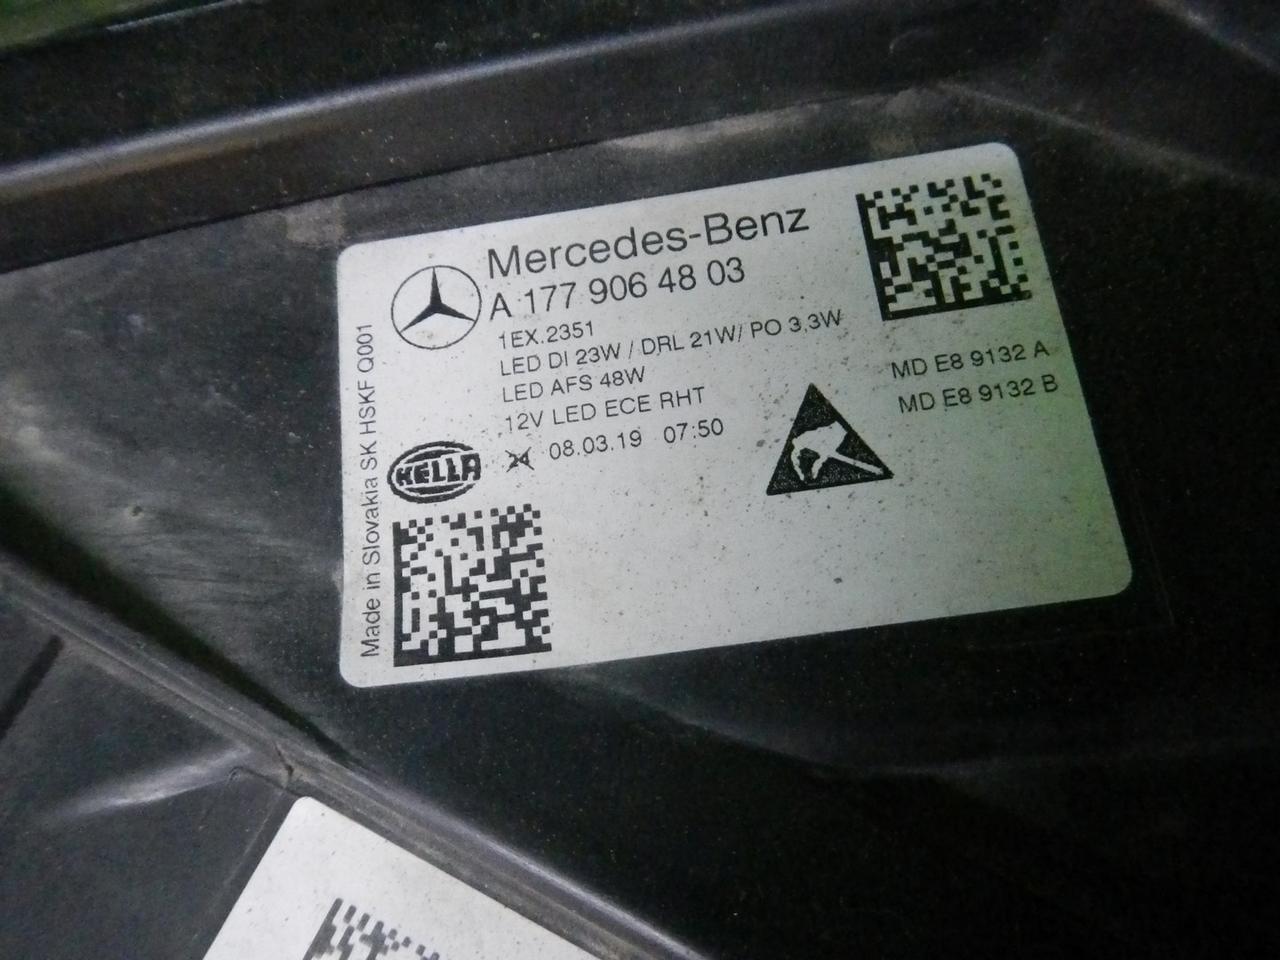 Mercedes-Benz
A 177 906 48 03
1EX.2351
LED DI 23W / DRL 21W/ PO 3,3W
LED AFS 48W
12V LED ECE RHT
24 08.03.19 07:50
HELLA
MD E8 9132 A
MD E8 9132 B
Made in Slovakia SK HSKF Q001